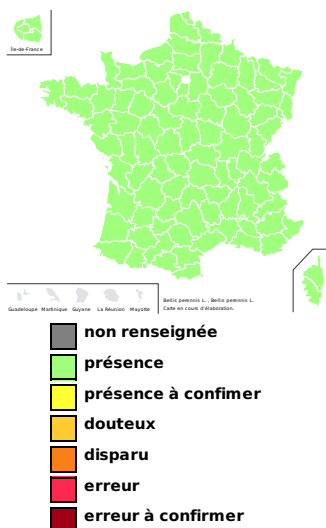 Île-de-France
Guadeloupe Martinique Guyane La Réunion Mayotte
Bellis perennis L. , Bellis perennis L.
Carte en cours d'élaboration.
non renseignée
présence
présence à confimer
douteux
disparu
erreur
erreur à confirmer